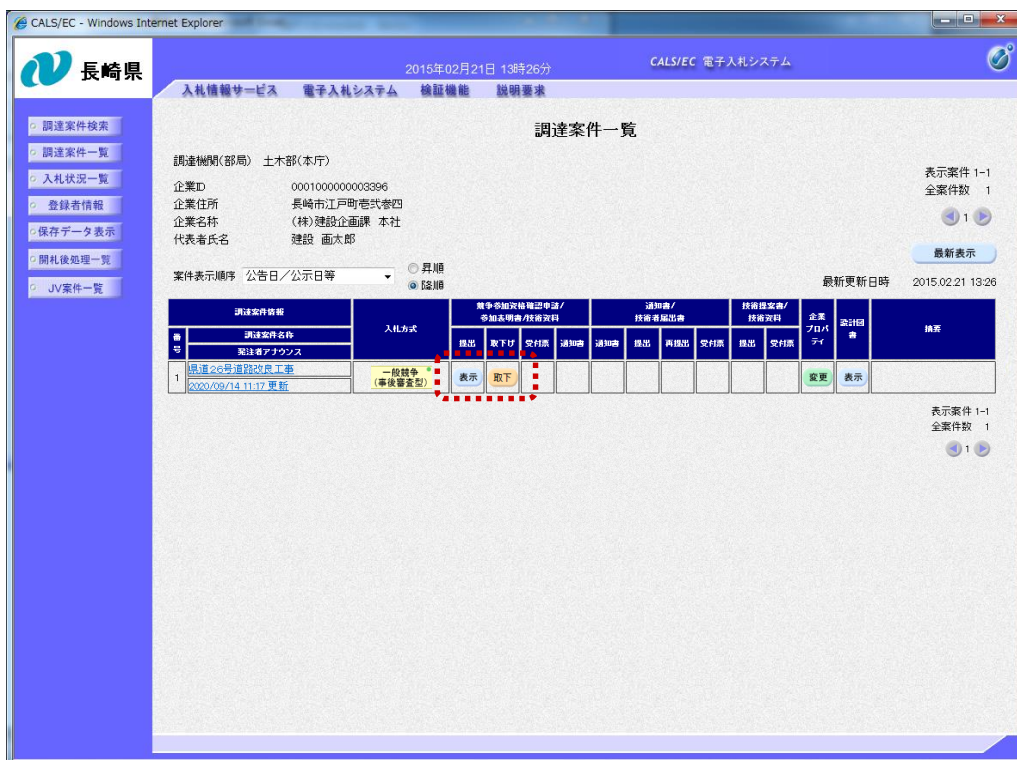 CALS/EC - Windows Internet Explorer
長崎県
2015年02月21日 13時26分
CALS/EC 電子入札システム
入札情報サービス 電子入札システム 検証機能 説明要求
調達案件検索
調達案件一覧
入札状況一覧
登録者情報
保存データ表示
開札後処理一覧
JV案件一覧
調達案件一覧
調達機関(部局) 土木部(本庁)
企業ID 0001000000003396
企業住所 長崎市江戸町壱弐参四
企業名称 (株)建設企画課 本社
代表者氏名 建設 画太郎
表示案件 1-1
全案件数 1
1
最新表示
案件表示順序 公告日/公示日等
昇順
降順
最新更新日時 2015.02.21 13:26
調達案件情報
番号
調達案件名称
発注者アナウンス
入札方式
競争参加資格確認申請/参加表明書/技術資料
提出 取下げ 受付票 通知書
通知書/技術者届出書
通知書 提出 再提出 受付票
技術提案書/技術資料
提出 受付票
企業プロパティ
設計図書
摘要
1
県道26号道路改良工事
2020/09/14 11:17 更新
一般競争
(事後審査型)
表示 取下 変更 表示
表示案件 1-1
全案件数 1
1